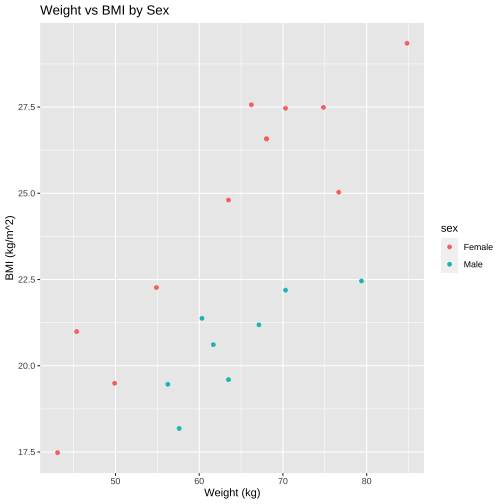 Weight vs BMI by Sex
BMI (kg/m^2)
27.5
25.0
22.5
20.0
17.5
50 60 70 80
Weight (kg)
sex
Female
Male